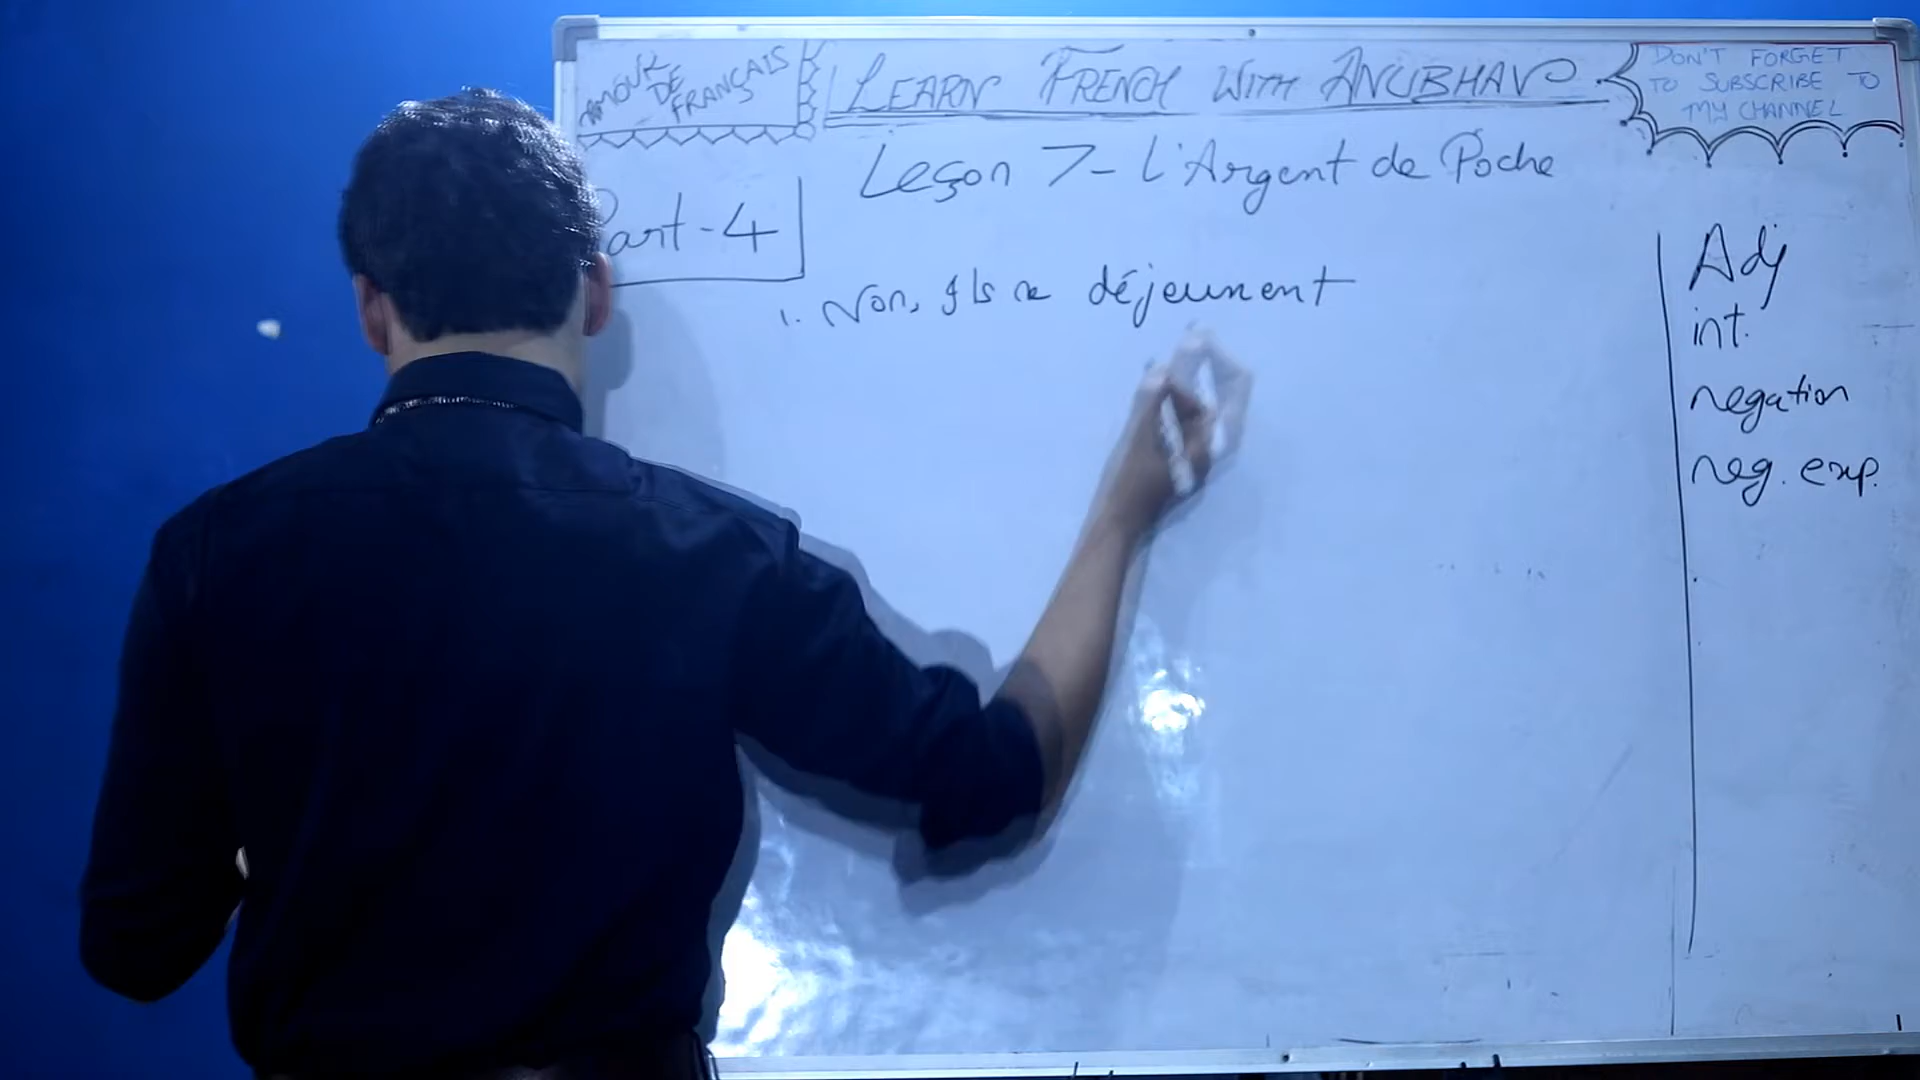 AMOUR
DE
FRANÇAIS
LEARN FRENCH WITH ANUBHAV
DON'T FORGET
TO SUBSCRIBE TO
MY CHANNEL
Leçon 7- L'Argent de Poche
Part-4
1. Non, Ils ne déjeunent
Adj
int.
negation
neg. exp.